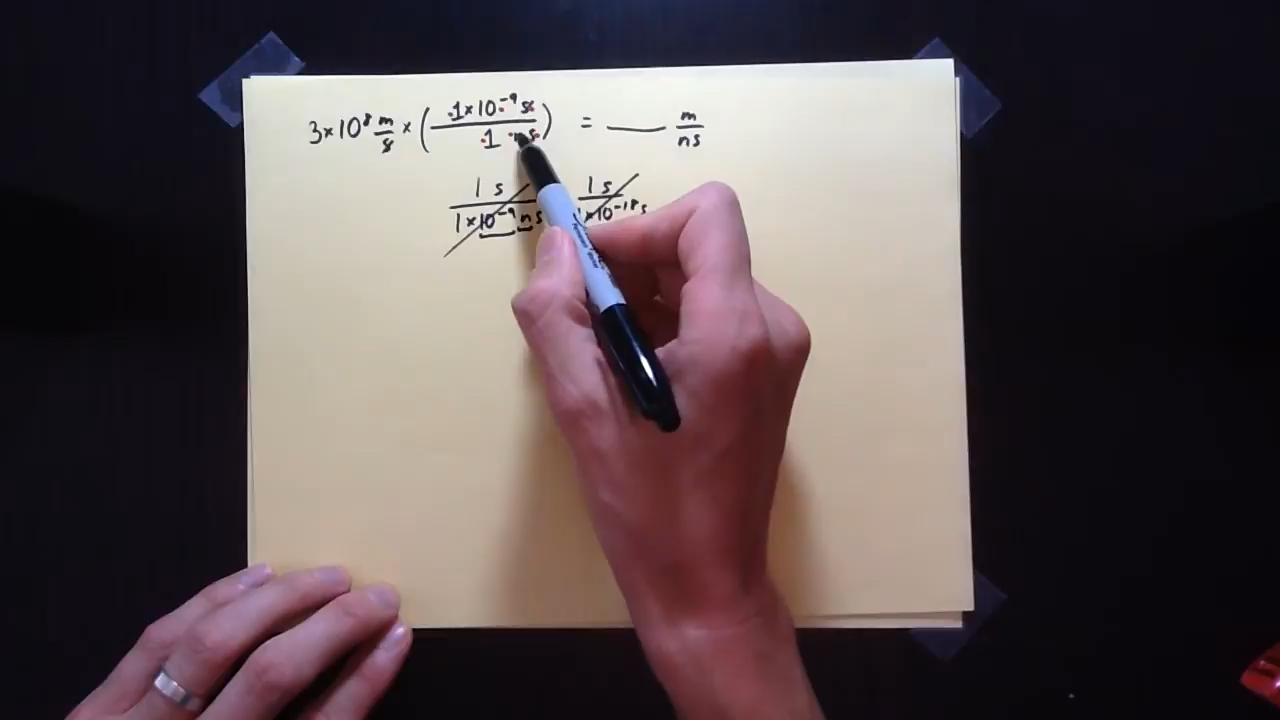 3×10⁸ m/s × (1×10⁻⁹ s / 1 ns) = ___ m/ns
1 s / 1×10⁻⁹ ns 1 s / 1×10⁻¹⁸ s